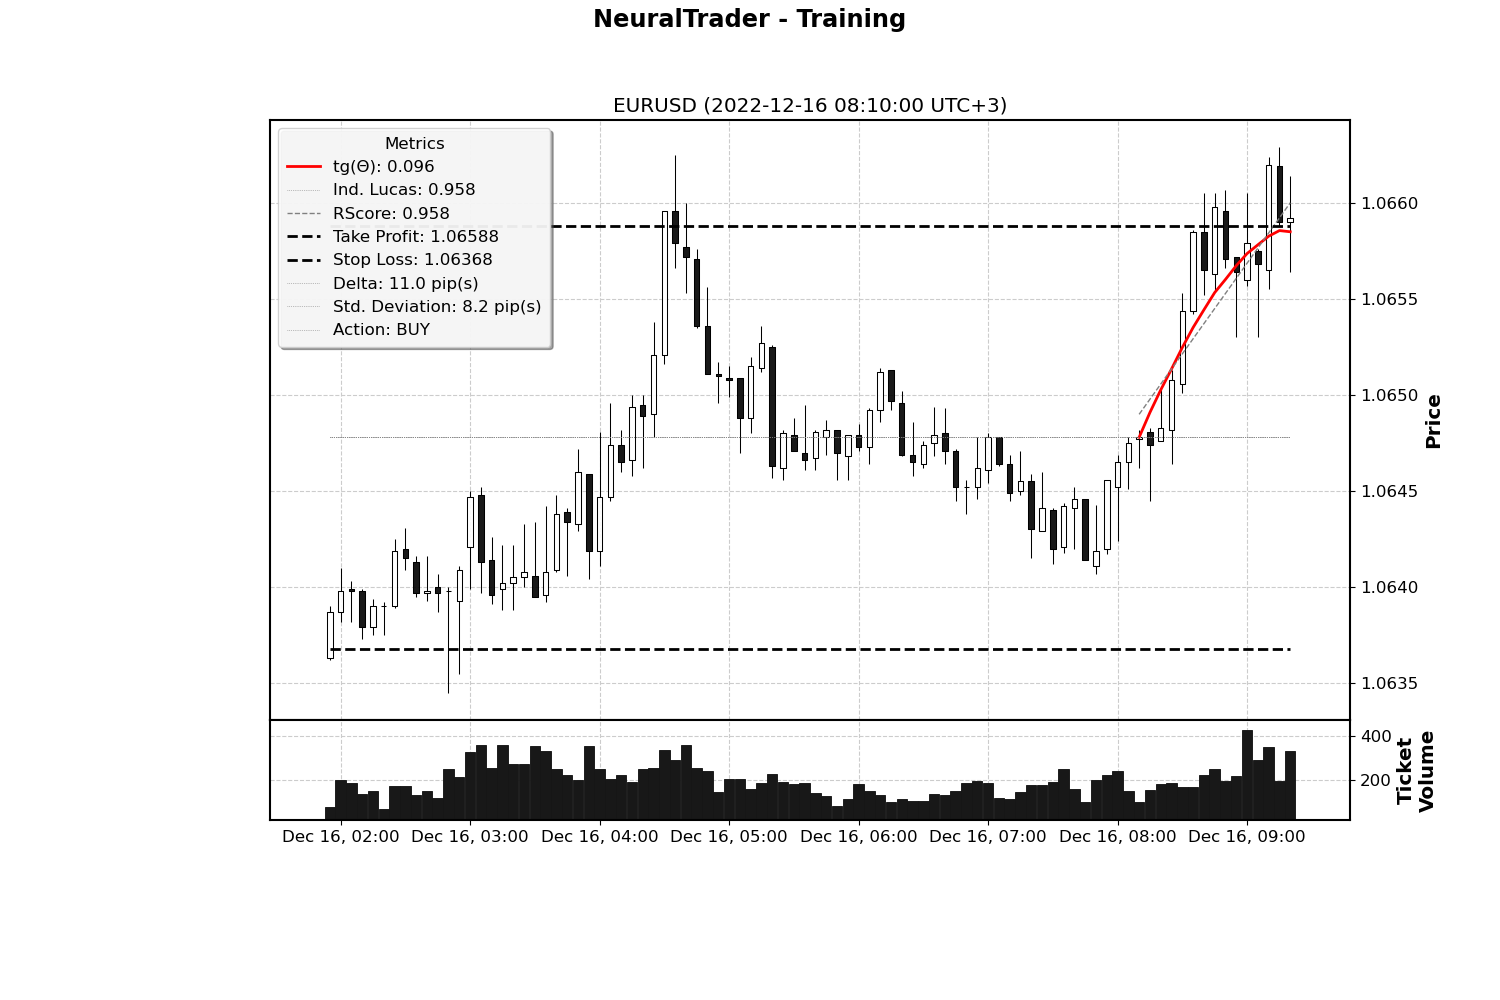 NeuralTrader - Training
EURUSD (2022-12-16 08:10:00 UTC+3)
Metrics
tg(Θ): 0.096
Ind. Lucas: 0.958
RScore: 0.958
Take Profit: 1.06588
Stop Loss: 1.06368
Delta: 11.0 pip(s)
Std. Deviation: 8.2 pip(s)
Action: BUY
1.0660
1.0655
1.0650
1.0645
1.0640
1.0635
Price
400
200
Ticket
Volume
Dec 16, 02:00
Dec 16, 03:00
Dec 16, 04:00
Dec 16, 05:00
Dec 16, 06:00
Dec 16, 07:00
Dec 16, 08:00
Dec 16, 09:00